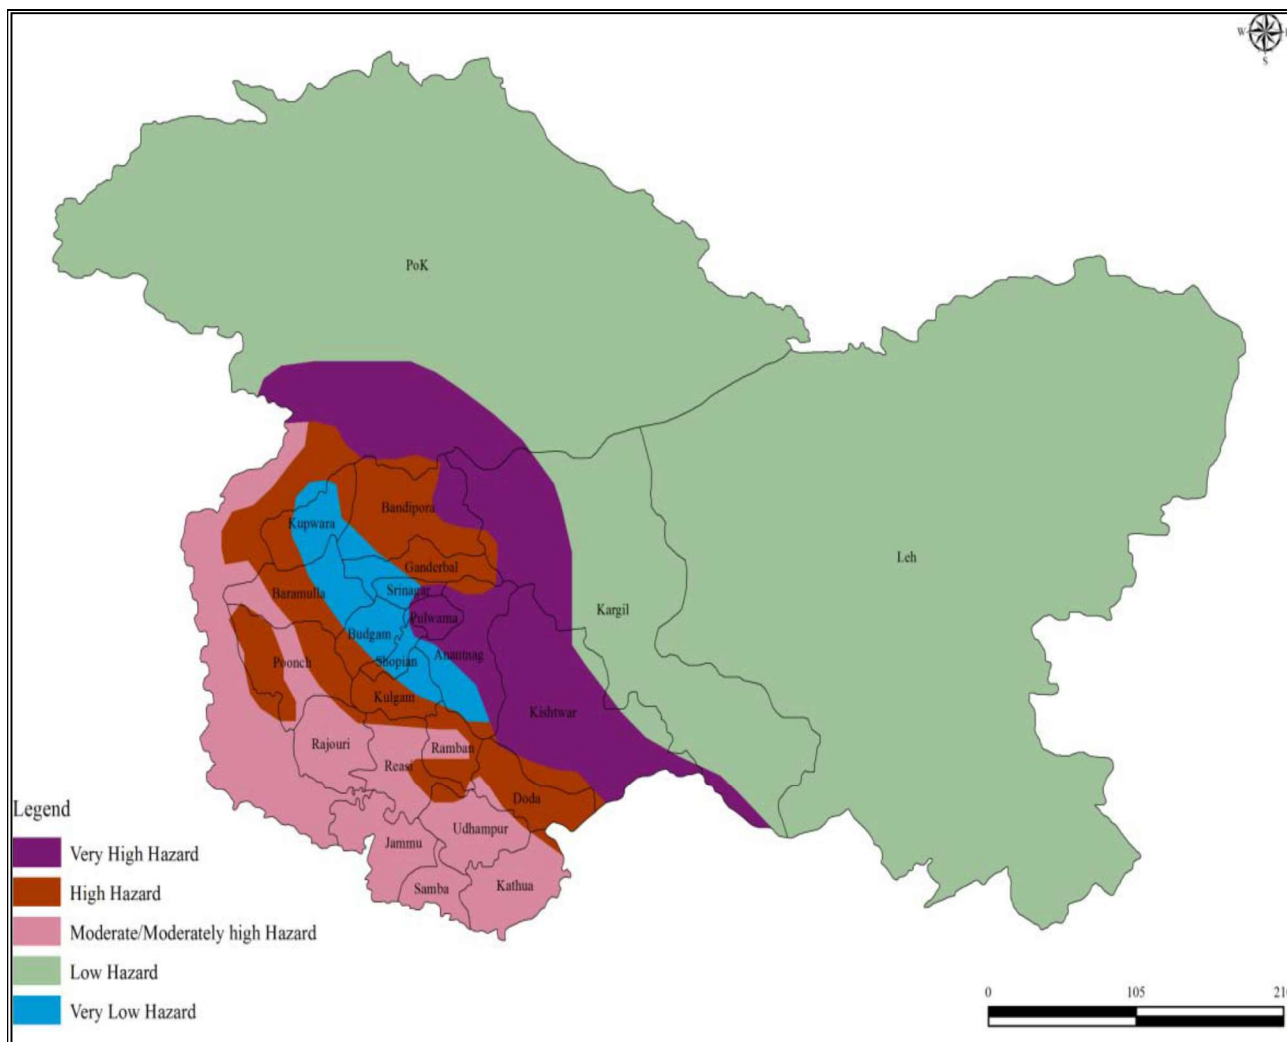 W
S
PoK
Bandipora
Kupwara
Leh
Ganderbal
Srinagar
Baramulla
Kargil
Pulwama
Budgam
Anantnag
Shopian
Poonch
Kulgam
Kishtwar
Rajouri
Ramban
Reasi
Doda
Udhampur
Jammu
Samba
Kathua
Legend
Very High Hazard
High Hazard
Moderate/Moderately high Hazard
Low Hazard
Very Low Hazard
0 105